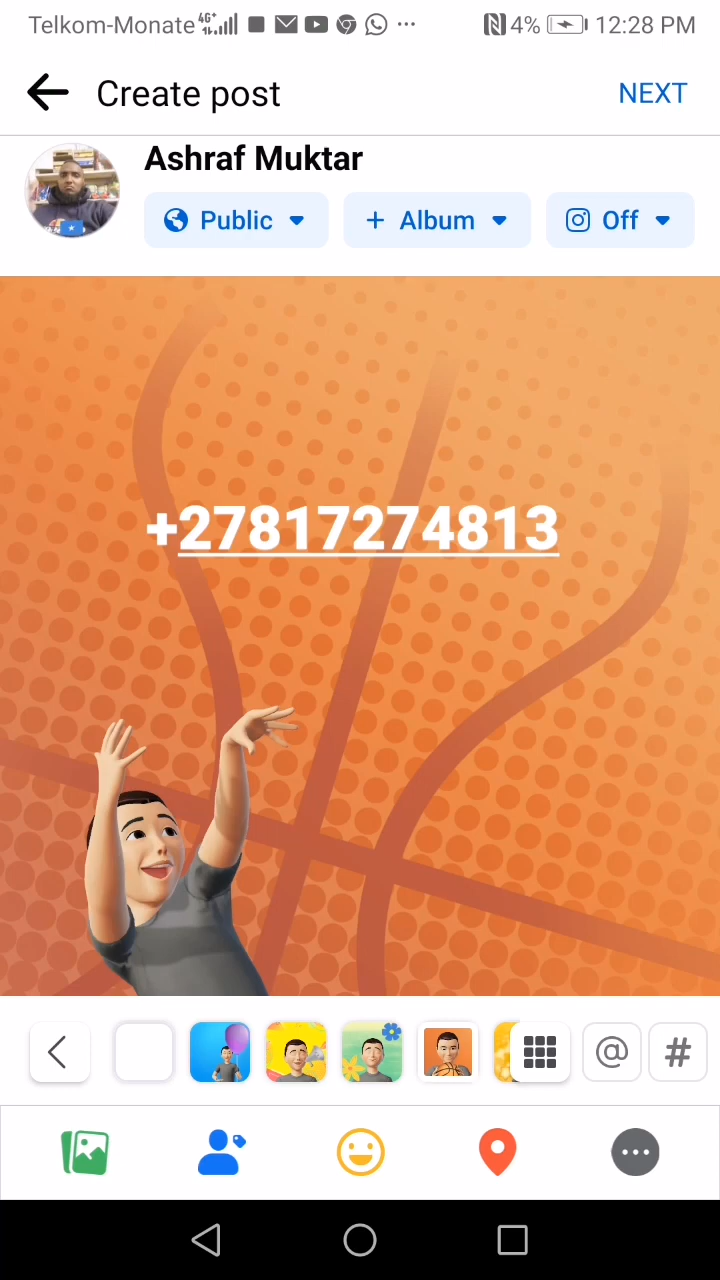 Telkom-Monate 4G+ 4% 12:28 PM
Create post NEXT
Ashraf Muktar
Public + Album Off
+27817274813
@ #